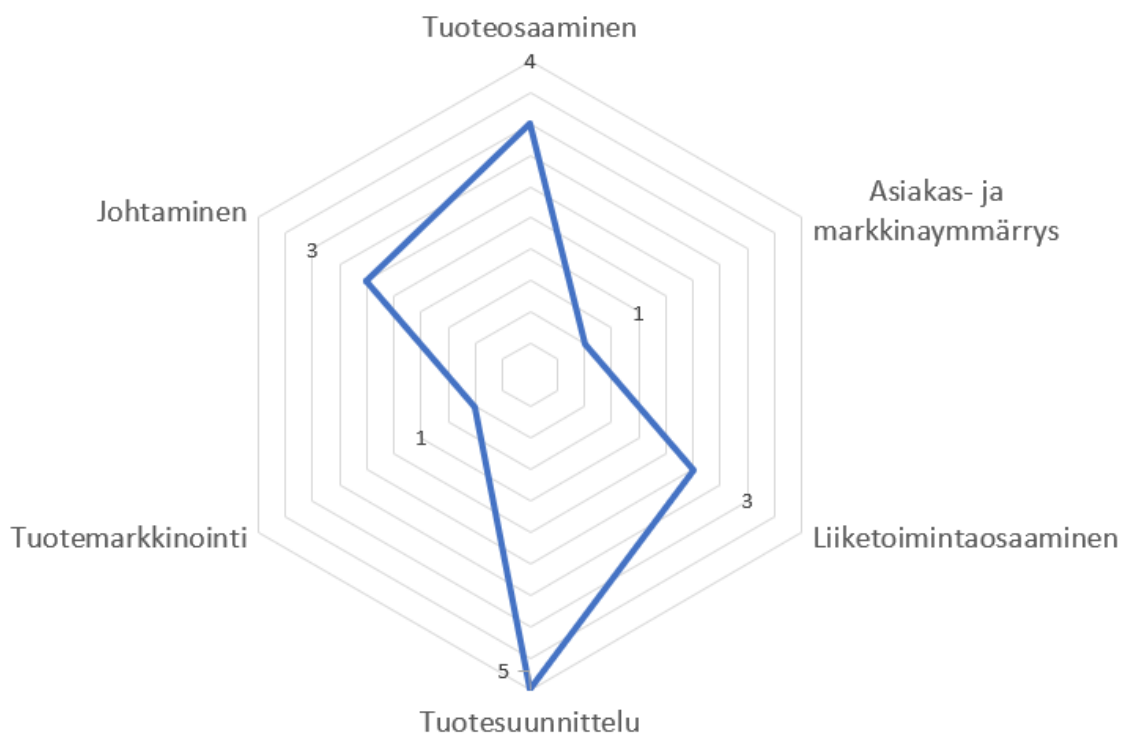 Tuoteosaaminen
4
Asiakas- ja
markkinaymmärrys
Johtaminen
3
1
1
3
Tuotemarkkinointi
Liiketoimintaosaaminen
5
Tuotesuunnittelu